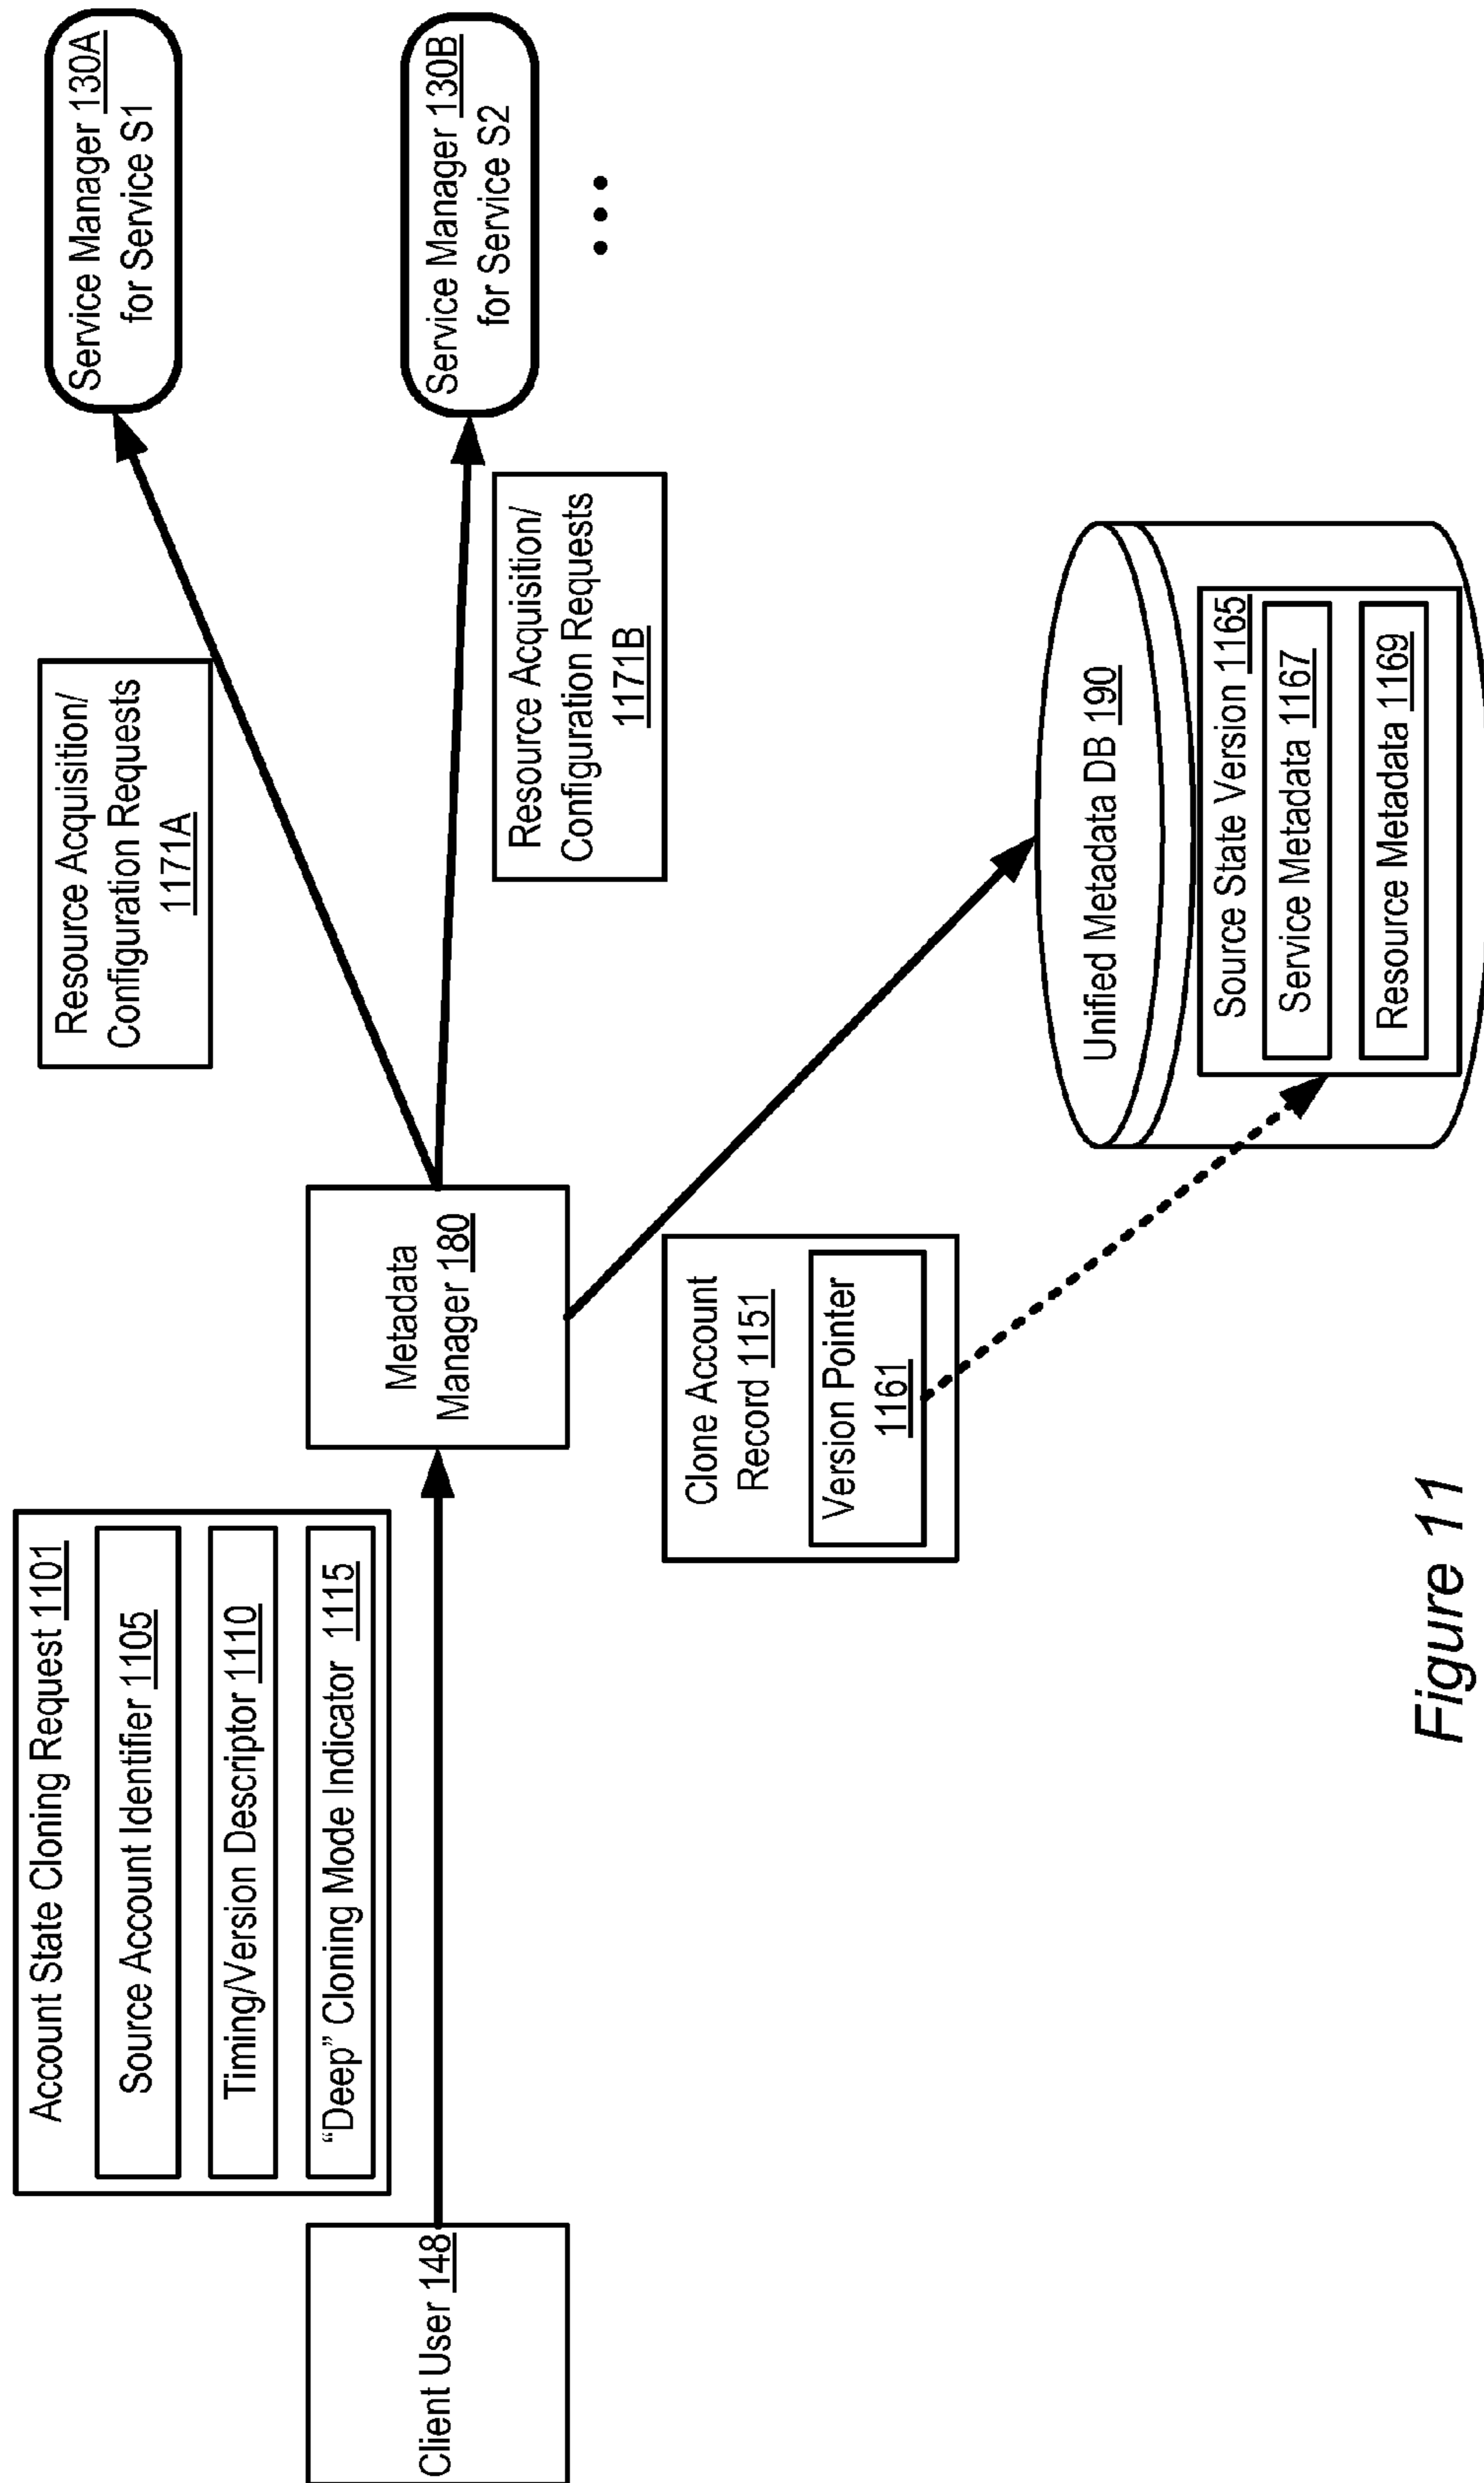 Account State Cloning Request 1101
Source Account Identifier 1105
Timing/Version Descriptor 1110
“Deep” Cloning Mode Indicator 1115
Client User 148
Metadata
Manager 180
Resource Acquisition/
Configuration Requests
1171A
Service Manager 130A
for Service S1
Resource Acquisition/
Configuration Requests
1171B
Service Manager 130B
for Service S2
Clone Account
Record 1151
Version Pointer
1161
Unified Metadata DB 190
Source State Version 1165
Service Metadata 1167
Resource Metadata 1169
Figure 11